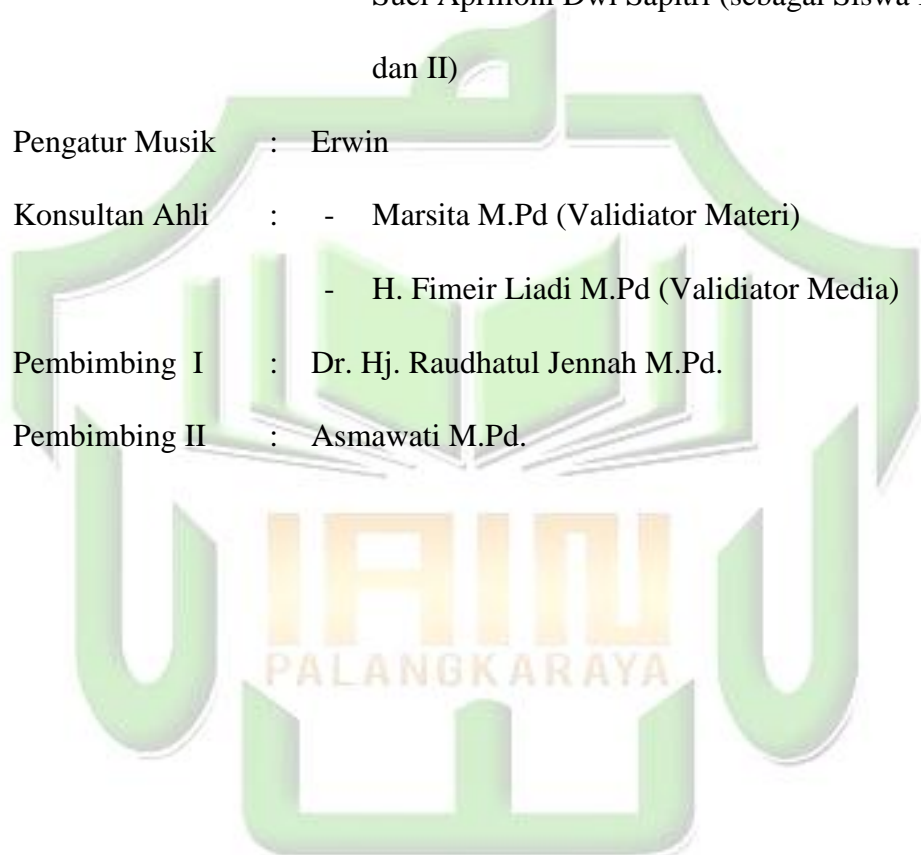 dan II)
Pengatur Musik : Erwin
Konsultan Ahli : - Marsita M.Pd (Validiator Materi)
- H. Fimeir Liadi M.Pd (Validiator Media)
Pembimbing I : Dr. Hj. Raudhatul Jennah M.Pd.
Pembimbing II : Asmawati M.Pd.
IAIN
PALANGKARAYA